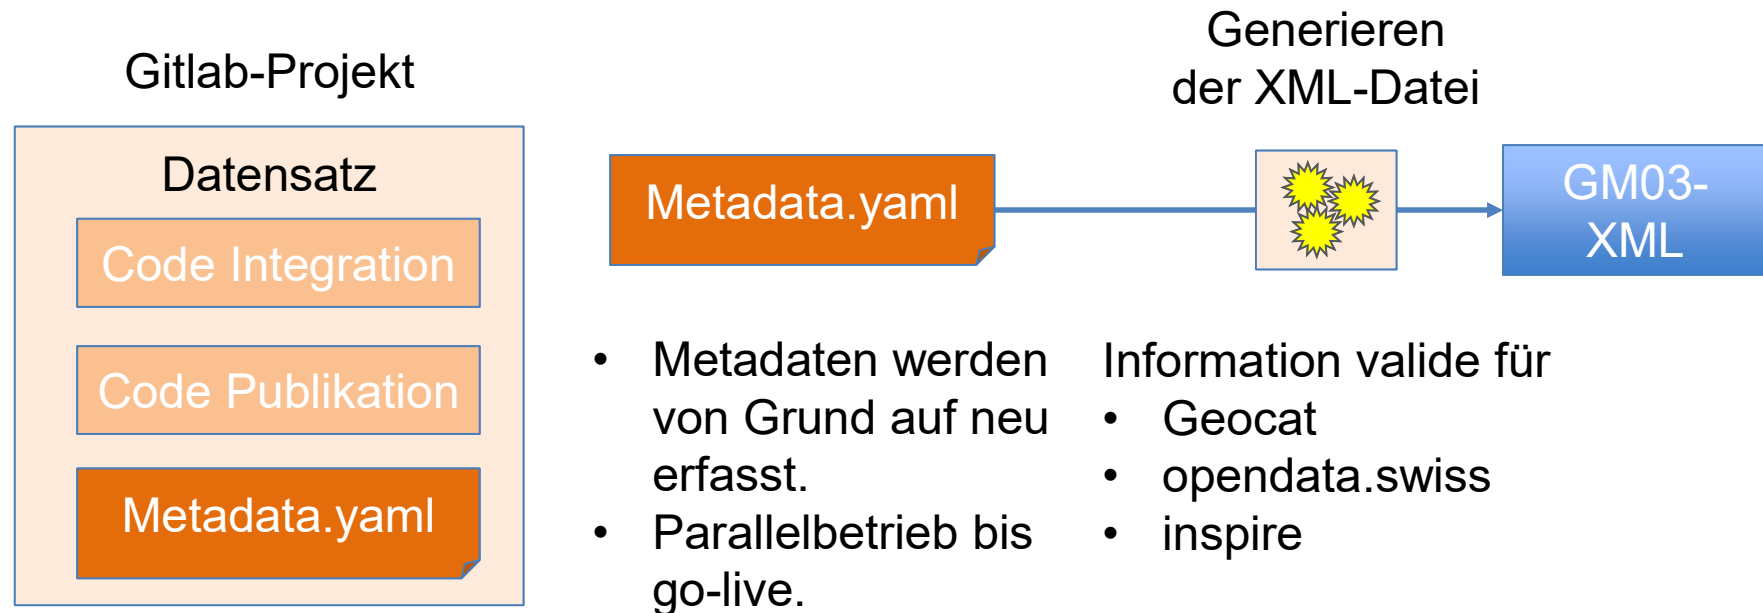 Gitlab-Projekt
Datensatz
Code Integration
Code Publikation
Metadata.yaml
Generieren
der XML-Datei
Metadata.yaml
GM03-
XML
• Metadaten werden
von Grund auf neu
erfasst.
• Parallelbetrieb bis
go-live.
Information valide für
• Geocat
• opendata.swiss
• inspire